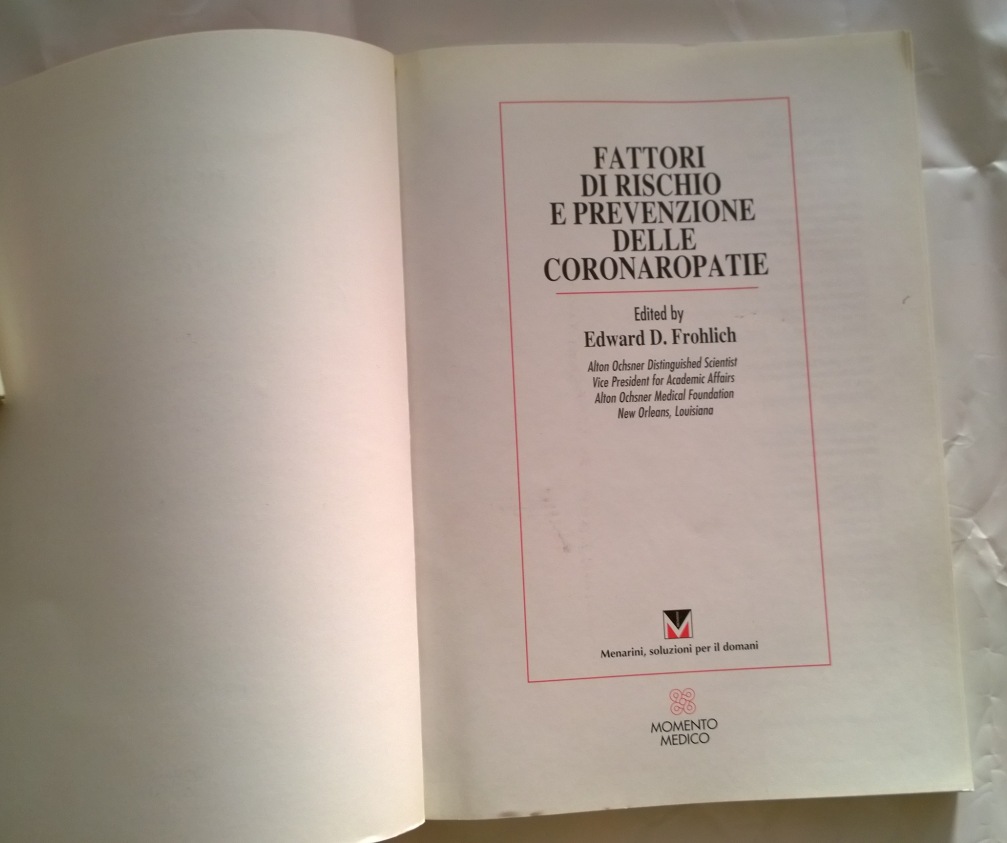 FATTORI
DI RISCHIO
E PREVENZIONE
DELLE
CORONAROPATIE
Edited by
Edward D. Frohlich
Alton Ochsner Distinguished Scientist
Vice President for Academic Affairs
Alton Ochsner Medical Foundation
New Orleans, Louisiana
Menarini, soluzioni per il domani
MOMENTO
MEDICO